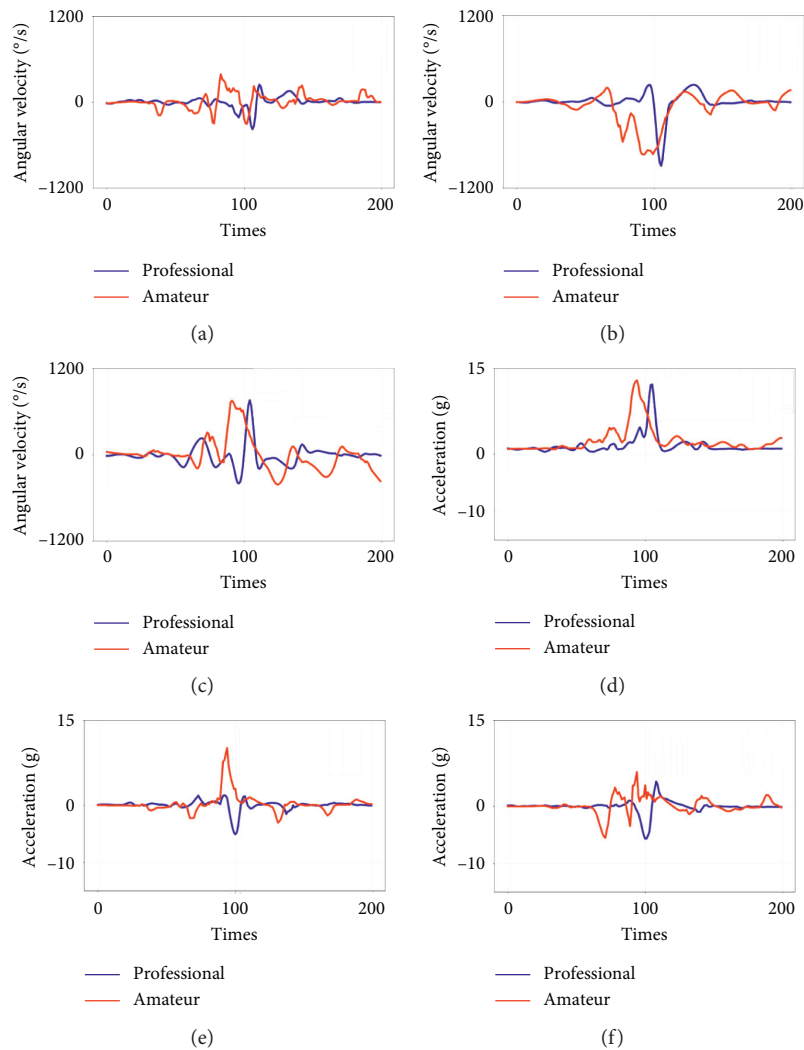 1200
Angular velocity (°/s)
0
−1200
0 100 200
Times
Professional
Amateur
(a)
1200
Angular velocity (°/s)
0
−1200
0 100 200
Times
Professional
Amateur
(b)
1200
Angular velocity (°/s)
0
−1200
0 100 200
Times
Professional
Amateur
(c)
15
Acceleration (g)
0
−10
0 100 200
Times
Professional
Amateur
(d)
15
Acceleration (g)
0
−10
0 100 200
Times
Professional
Amateur
(e)
15
Acceleration (g)
0
−10
0 100 200
Times
Professional
Amateur
(f)